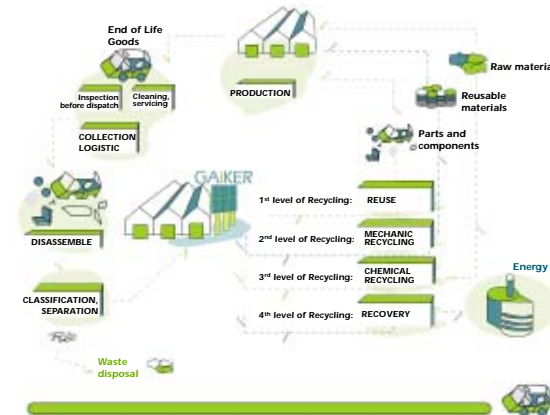 End of Life
Goods
Inspection
before dispatch
Cleaning,
servicing
COLLECTION
LOGISTIC
PRODUCTION
Raw materia
Reusable
materials
Parts and
components
GAIKER
1st level of Recycling:
REUSE
2nd level of Recycling:
MECHANIC
RECYCLING
3rd level of Recycling:
CHEMICAL
RECYCLING
4th level of Recycling:
RECOVERY
Energy
DISASSEMBLE
CLASSIFICATION,
SEPARATION
Waste
disposal